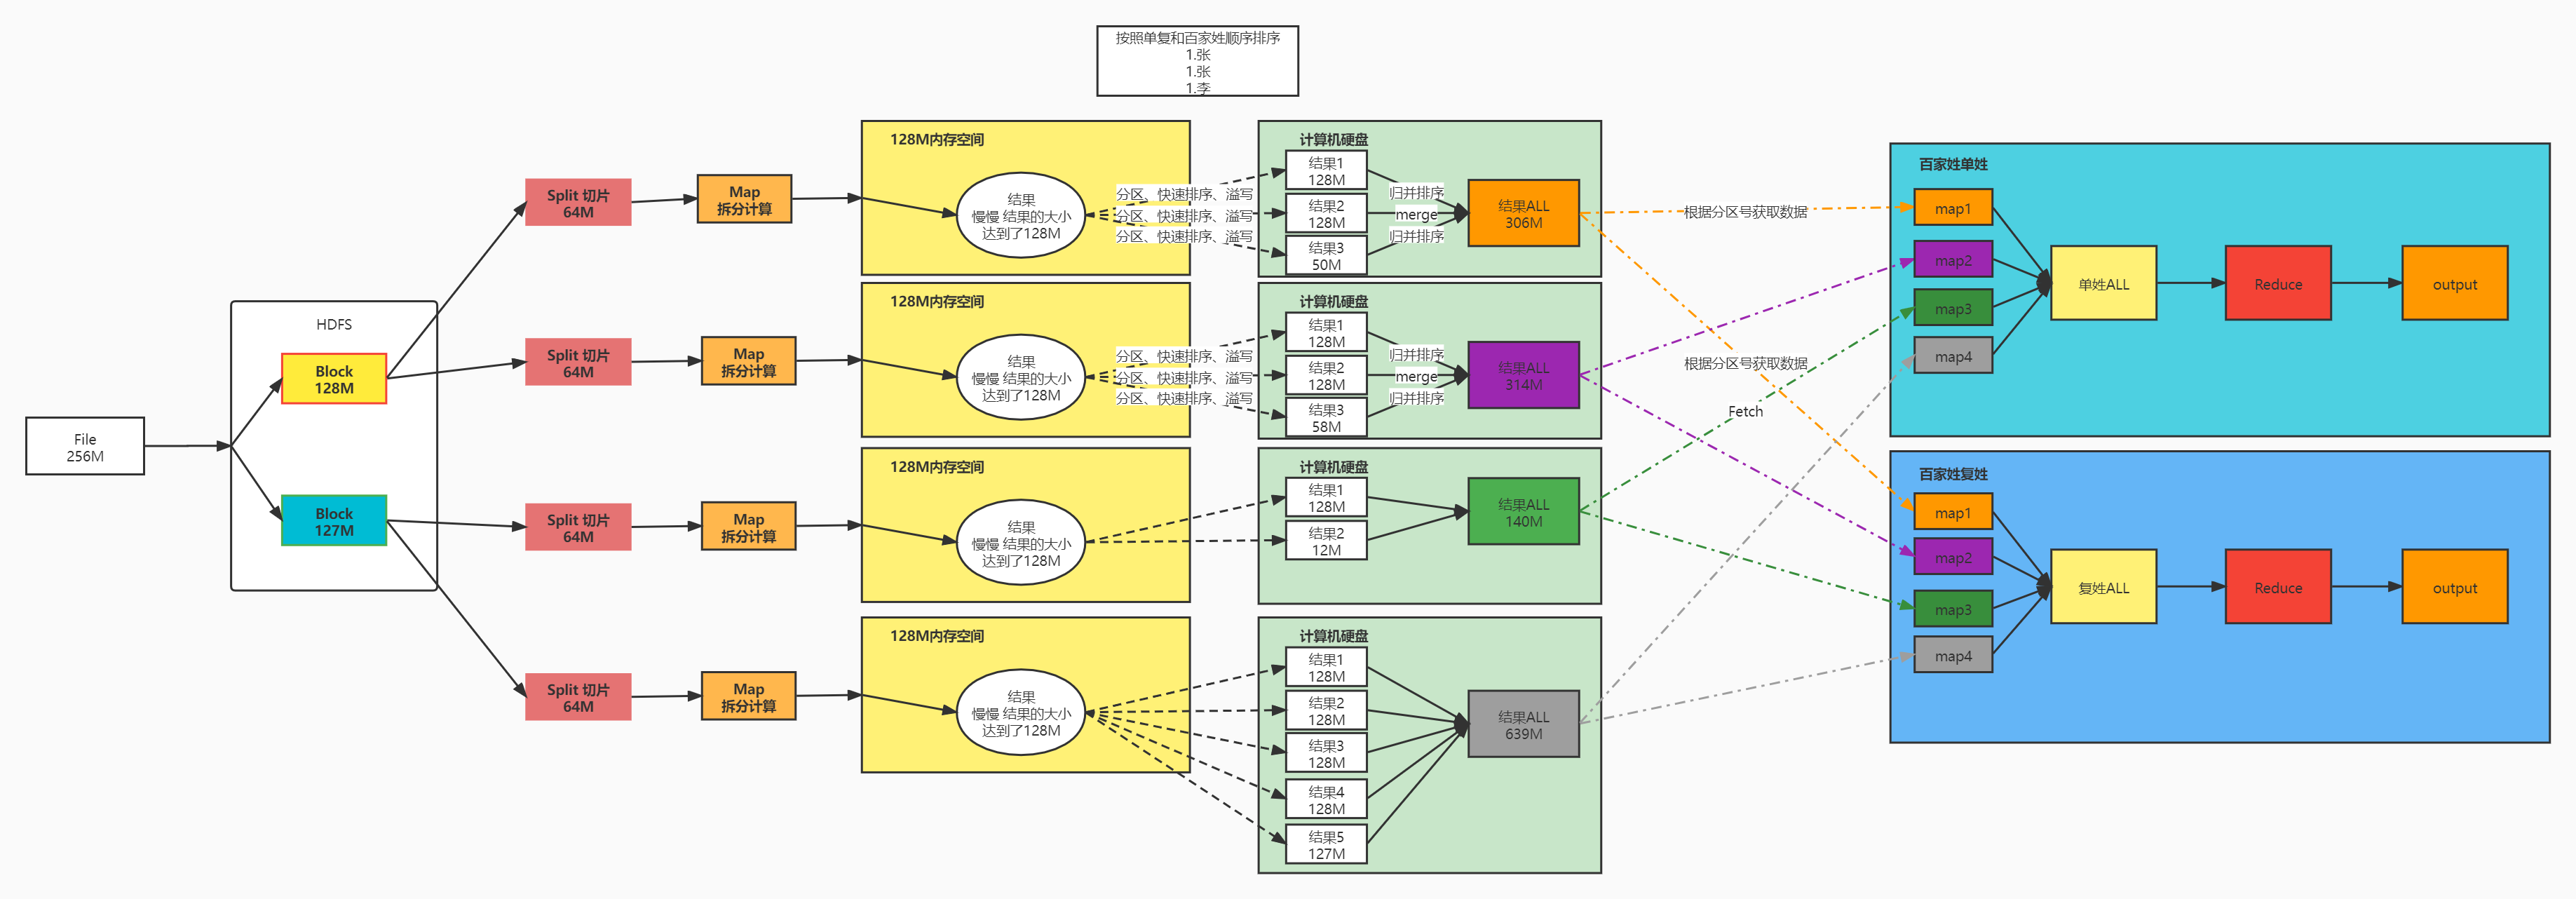 按照单复和百家姓顺序排序
1.张
1.张
1.李
File
256M
HDFS
Block
128M
Block
127M
Split 切片
64M
Map
拆分计算
128M内存空间
结果
慢慢 结果的大小
达到了128M
分区、快速排序、溢写
分区、快速排序、溢写
分区、快速排序、溢写
计算机硬盘
结果1
128M
结果2
128M
结果3
50M
归并排序
merge
归并排序
结果ALL
306M
Split 切片
64M
Map
拆分计算
128M内存空间
结果
慢慢 结果的大小
达到了128M
分区、快速排序、溢写
分区、快速排序、溢写
分区、快速排序、溢写
计算机硬盘
结果1
128M
结果2
128M
结果3
58M
归并排序
merge
归并排序
结果ALL
314M
Split 切片
64M
Map
拆分计算
128M内存空间
结果
慢慢 结果的大小
达到了128M
计算机硬盘
结果1
128M
结果2
12M
结果ALL
140M
Split 切片
64M
Map
拆分计算
128M内存空间
结果
慢慢 结果的大小
达到了128M
计算机硬盘
结果1
128M
结果2
128M
结果3
128M
结果4
128M
结果5
127M
结果ALL
639M
根据分区号获取数据
根据分区号获取数据
Fetch
百家姓单姓
map1
map2
map3
map4
单姓ALL
Reduce
output
百家姓复姓
map1
map2
map3
map4
复姓ALL
Reduce
output